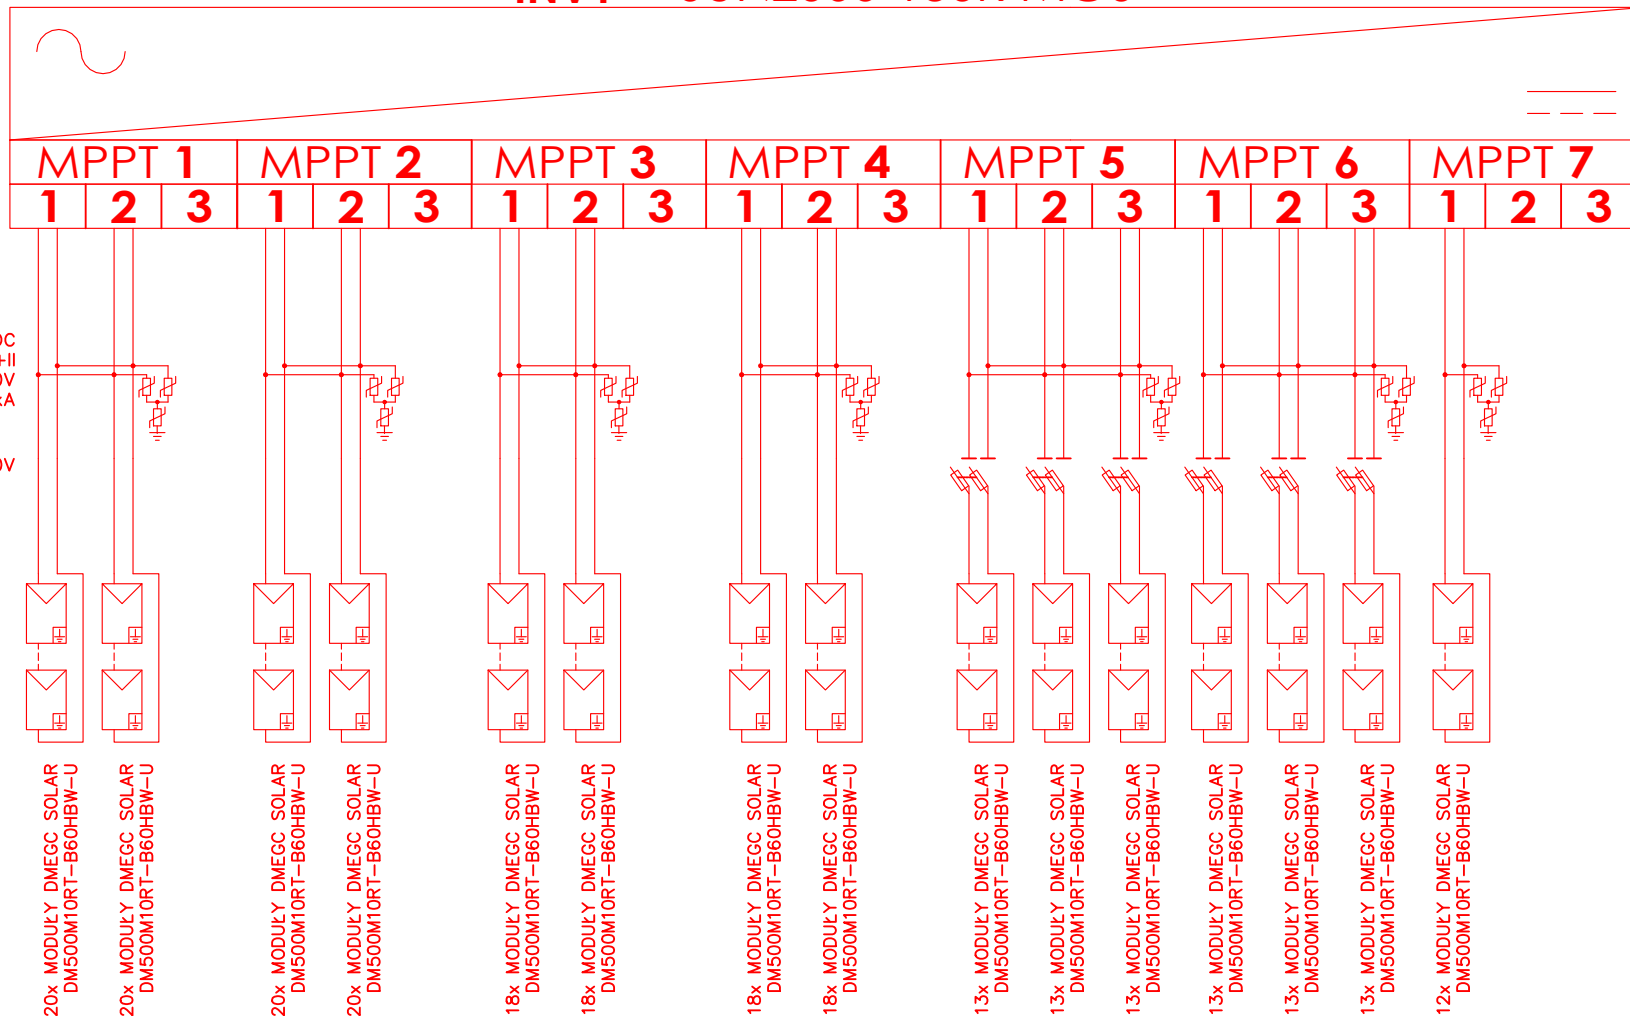 INV1
MPPT 1 MPPT 2 MPPT 3 MPPT 4 MPPT 5 MPPT 6 MPPT 7
1 2 3 1 2 3 1 2 3 1 2 3 1 2 3 1 2 3 1 2 3
20x MODUŁY DMEGC SOLAR
DM500M10RT-B60HBW-U
20x MODUŁY DMEGC SOLAR
DM500M10RT-B60HBW-U
20x MODUŁY DMEGC SOLAR
DM500M10RT-B60HBW-U
20x MODUŁY DMEGC SOLAR
DM500M10RT-B60HBW-U
18x MODUŁY DMEGC SOLAR
DM500M10RT-B60HBW-U
18x MODUŁY DMEGC SOLAR
DM500M10RT-B60HBW-U
18x MODUŁY DMEGC SOLAR
DM500M10RT-B60HBW-U
18x MODUŁY DMEGC SOLAR
DM500M10RT-B60HBW-U
13x MODUŁY DMEGC SOLAR
DM500M10RT-B60HBW-U
13x MODUŁY DMEGC SOLAR
DM500M10RT-B60HBW-U
13x MODUŁY DMEGC SOLAR
DM500M10RT-B60HBW-U
13x MODUŁY DMEGC SOLAR
DM500M10RT-B60HBW-U
13x MODUŁY DMEGC SOLAR
DM500M10RT-B60HBW-U
13x MODUŁY DMEGC SOLAR
DM500M10RT-B60HBW-U
12x MODUŁY DMEGC SOLAR
DM500M10RT-B60HBW-U